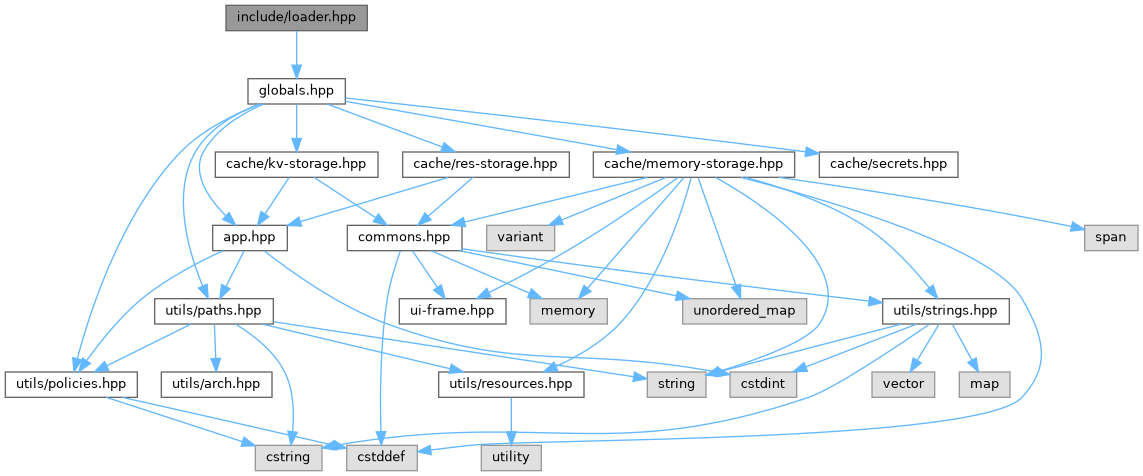 include/loader.hpp
globals.hpp
cache/kv-storage.hpp
cache/res-storage.hpp
cache/memory-storage.hpp
cache/secrets.hpp
app.hpp
commons.hpp
variant
span
utils/paths.hpp
ui-frame.hpp
memory
unordered_map
utils/strings.hpp
utils/policies.hpp
utils/arch.hpp
utils/resources.hpp
string
cstdint
vector
map
cstring
cstddef
utility